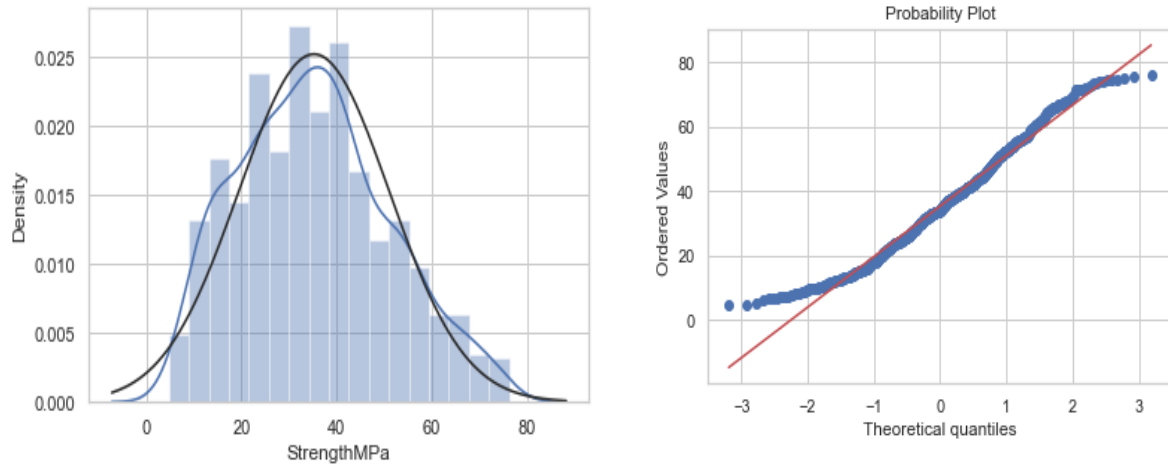 0.025
0.020
0.015
0.010
0.005
0.000
Density
0 20 40 60 80
StrengthMPa
Probability Plot
80
60
40
20
0
Ordered Values
−3 −2 −1 0 1 2 3
Theoretical quantiles